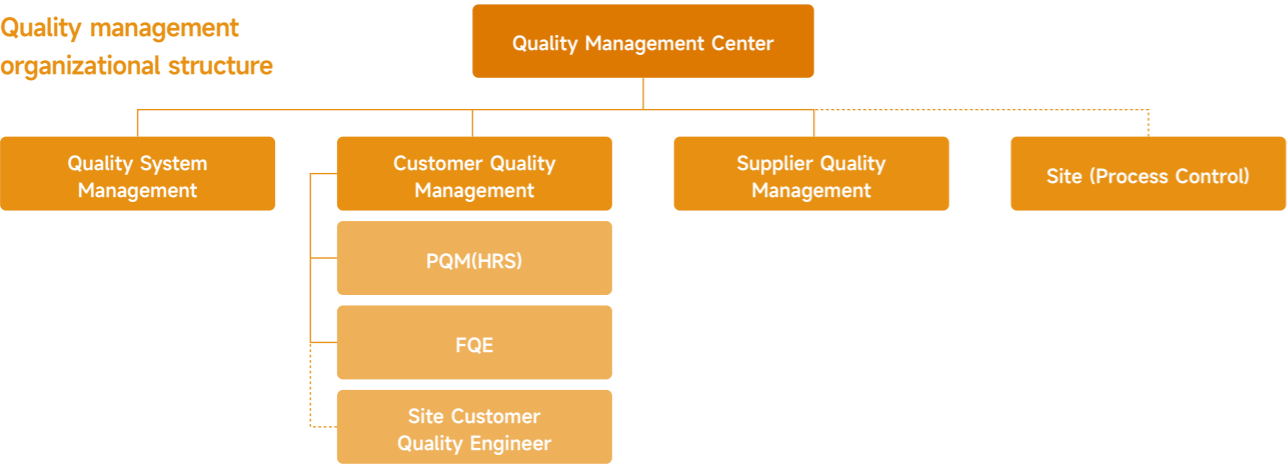 Quality management
organizational structure
Quality Management Center
Quality System
Management
Customer Quality
Management
Supplier Quality
Management
Site (Process Control)
PQM(HRS)
FQE
Site Customer
Quality Engineer